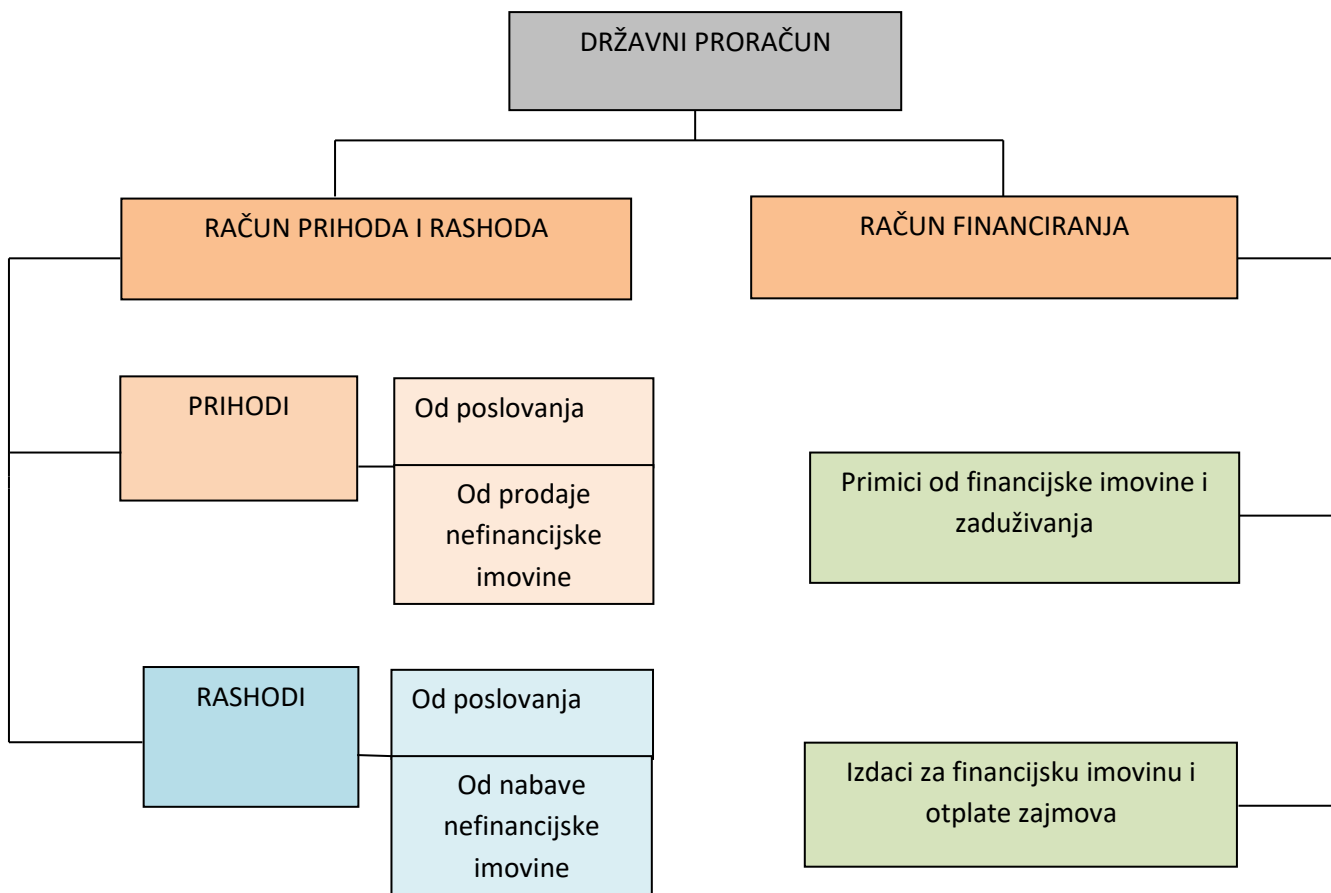 DRŽAVNI PRORAČUN
RAČUN PRIHODA I RASHODA
RAČUN FINANCIRANJA
PRIHODI
Od poslovanja
Od prodaje
nefinancijske
imovine
Primici od financijske imovine i
zaduživanja
RASHODI
Od poslovanja
Od nabave
nefinancijske
imovine
Izdaci za financijsku imovinu i
otplate zajmova